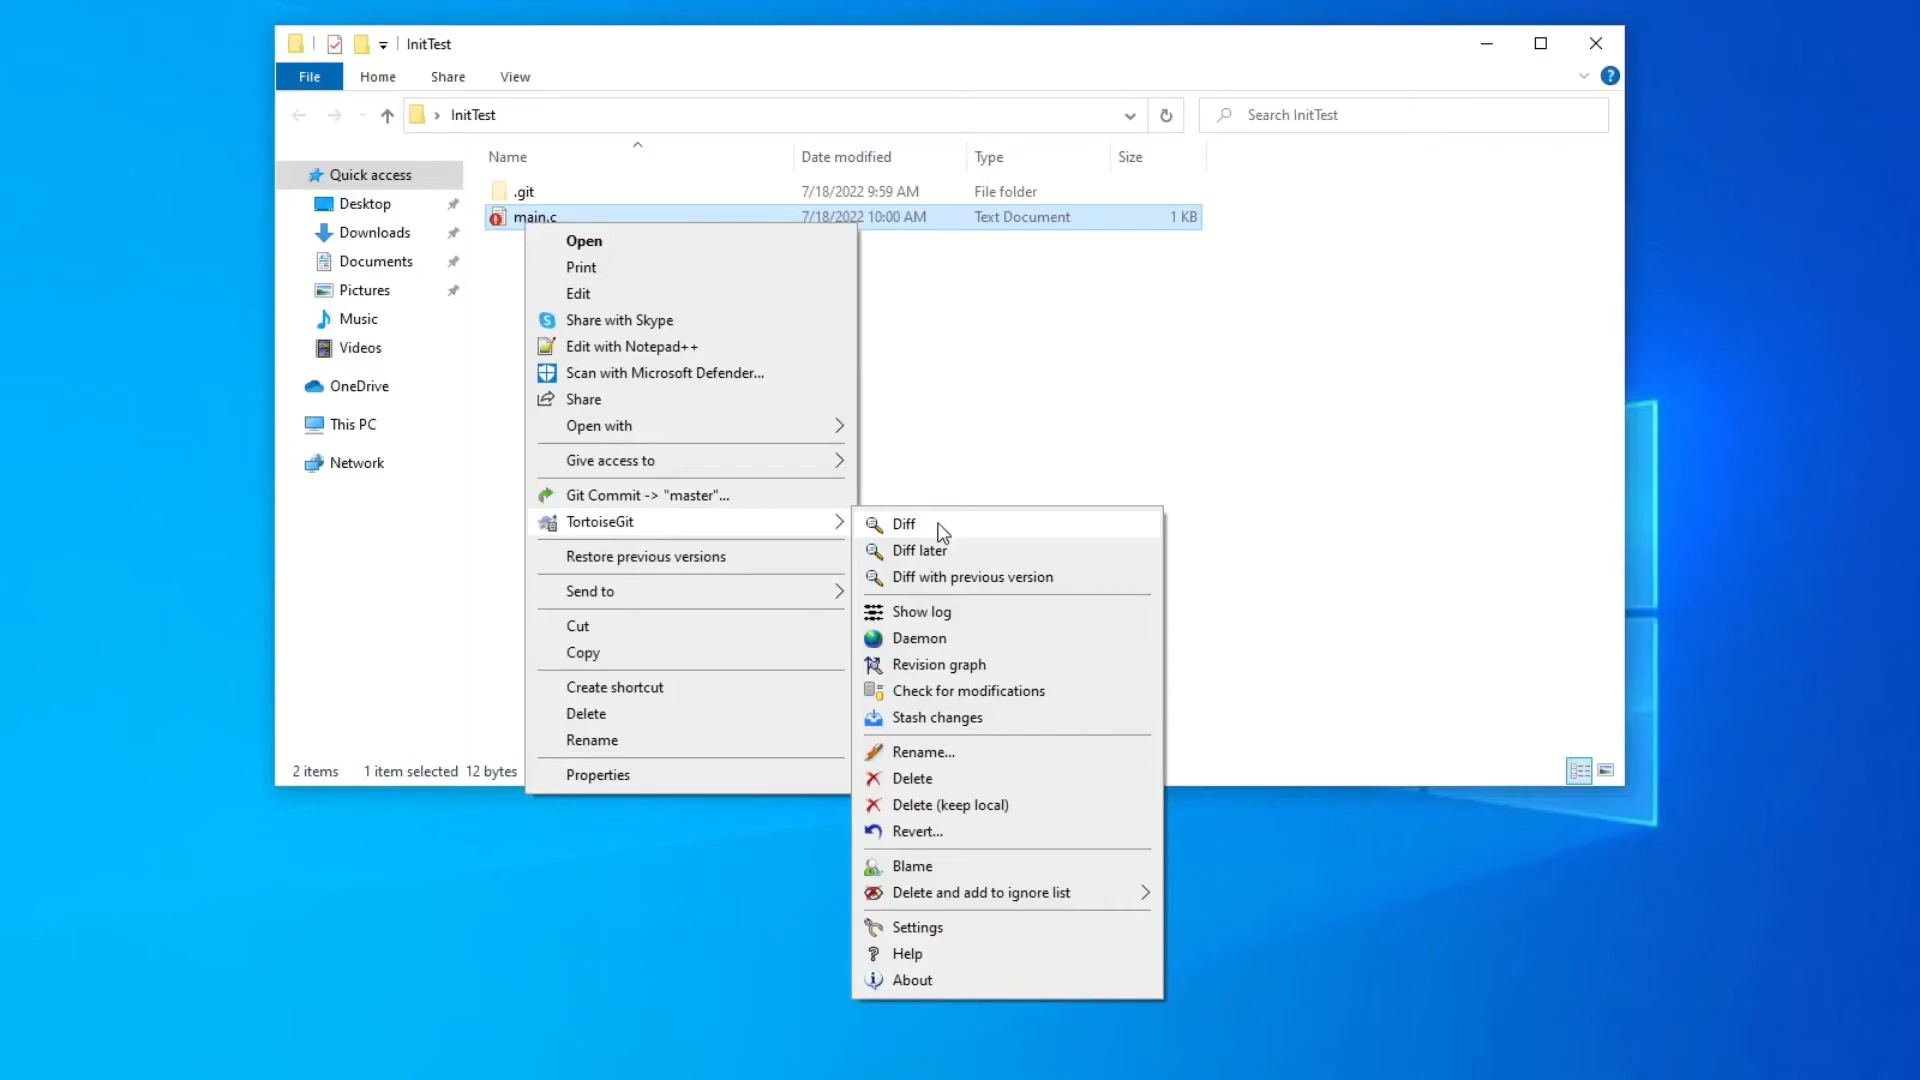 InitTest
File Home Share View
InitTest
Search InitTest
Name Date modified Type Size
Quick access
Desktop
Downloads
Documents
Pictures
Music
Videos
OneDrive
This PC
Network
.git 7/18/2022 9:59 AM File folder
main.c 7/18/2022 10:00 AM Text Document 1 KB
Open
Print
Edit
Share with Skype
Edit with Notepad++
Scan with Microsoft Defender...
Share
Open with
Give access to
Git Commit -> "master"...
TortoiseGit
Restore previous versions
Send to
Cut
Copy
Create shortcut
Delete
Rename
Properties
Diff
Diff later
Diff with previous version
Show log
Daemon
Revision graph
Check for modifications
Stash changes
Rename...
Delete
Delete (keep local)
Revert...
Blame
Delete and add to ignore list
Settings
Help
About
2 items 1 item selected 12 bytes